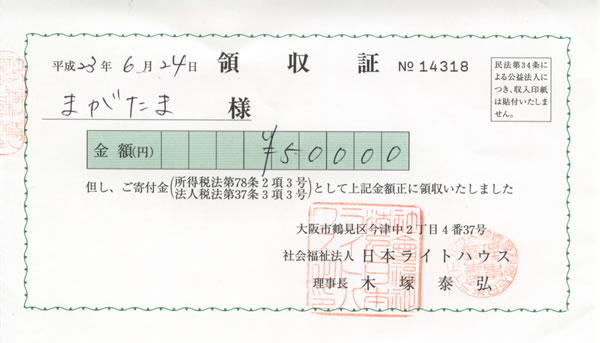 平成23年6月24日 領収証 No 14318
民法第34条に
よる公益法人に
つき、収入印紙
は貼付いたしま
せん。
まがたま 様
金額(円) ¥50000
但し、ご寄付金(所得税法第78条2項3号
法人税法第37条3項3号)として上記金額正に領収いたしました
大阪市鶴見区今津中2丁目4番37号
社会福祉法人 日本ライトハウス
理事長 木塚泰弘